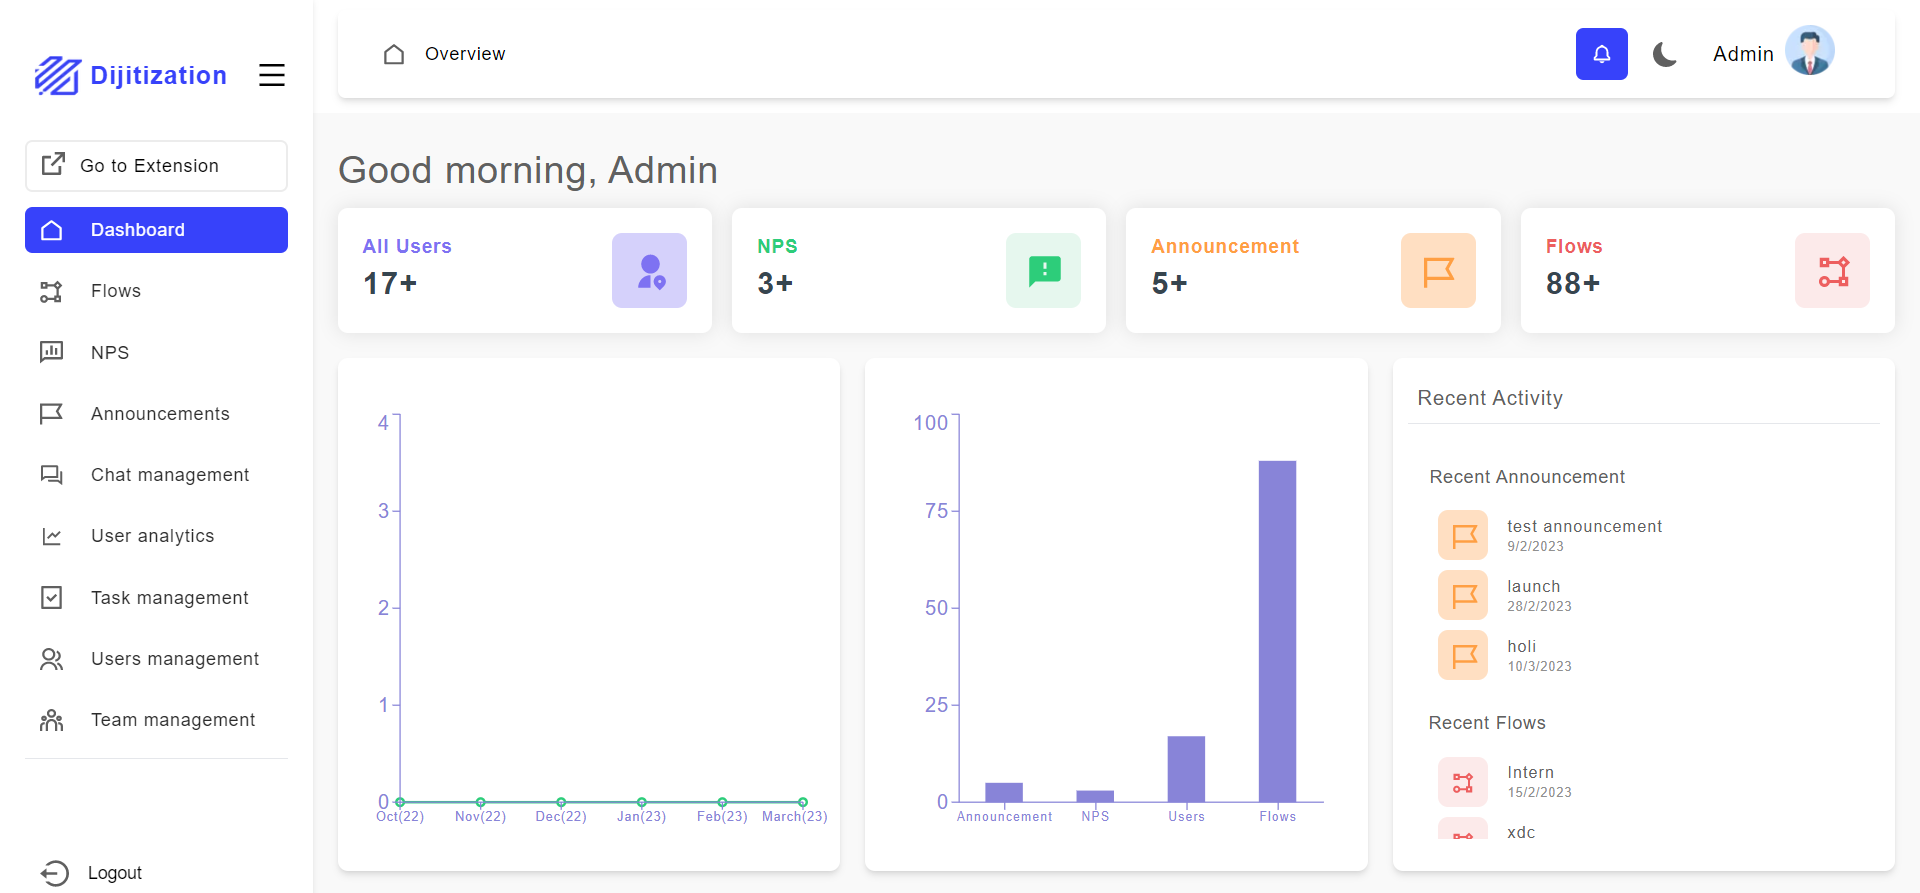 Dijitization
Go to Extension
Dashboard
Flows
NPS
Announcements
Chat management
User analytics
Task management
Users management
Team management
Logout
Overview
Admin
Good morning, Admin
All Users
17+
NPS
3+
Announcement
5+
Flows
88+
4
3
2
1
0
Oct(22) Nov(22) Dec(22) Jan(23) Feb(23) March(23)
100
75
50
25
0
Announcement NPS Users Flows
Recent Activity
Recent Announcement
test announcement
9/2/2023
launch
28/2/2023
holi
10/3/2023
Recent Flows
Intern
15/2/2023
xdc